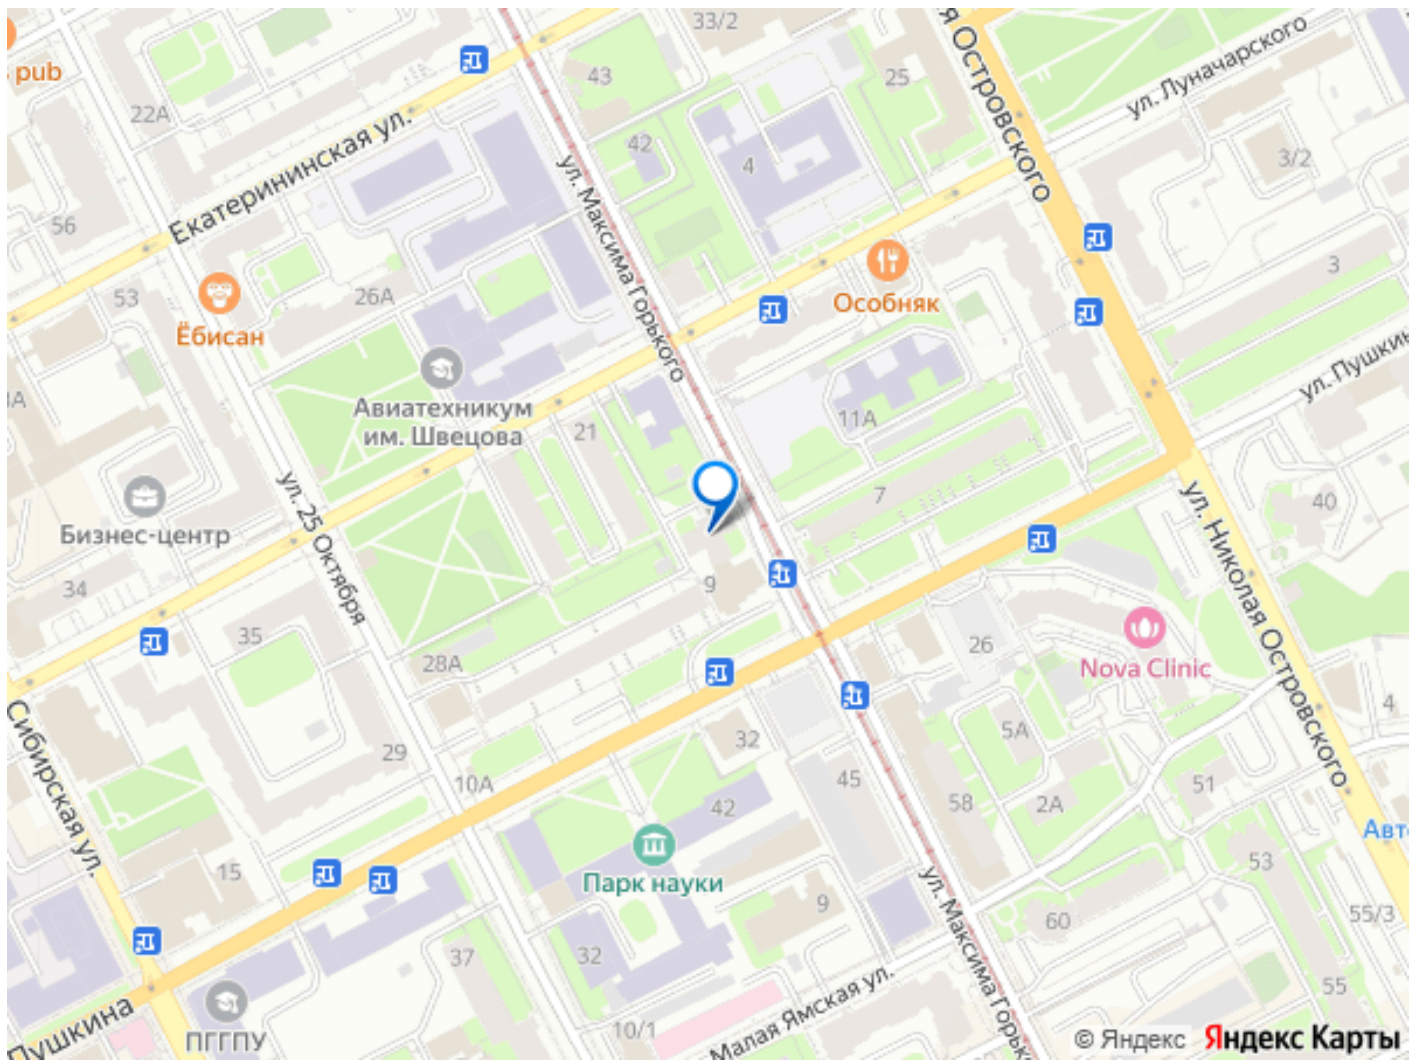 33/2
я Островского
s pub
43
25
ул. Луначарского
22А
42
4
3/2
Екатерининская ул.
ул. Максима Горького
56
53
26А
Особняк
3
Ёбисан
Авиатехникум
им. Швецова
21
11А
ул. Пушкин
Бизнес-центр
ул. 25 Октября
7
40
ул. Николая Островского
34
9
35
28А
26
Nova Clinic
4
Сибирская ул.
29
32
5А
10А
42
45
58
2А
51
Авто
15
Парк науки
53
9
ул. Максима Горько
60
55/3
37
32
Малая Ямская ул.
55
Пушкина
ПГГПУ
10/1
© Яндекс Яндекс Карты